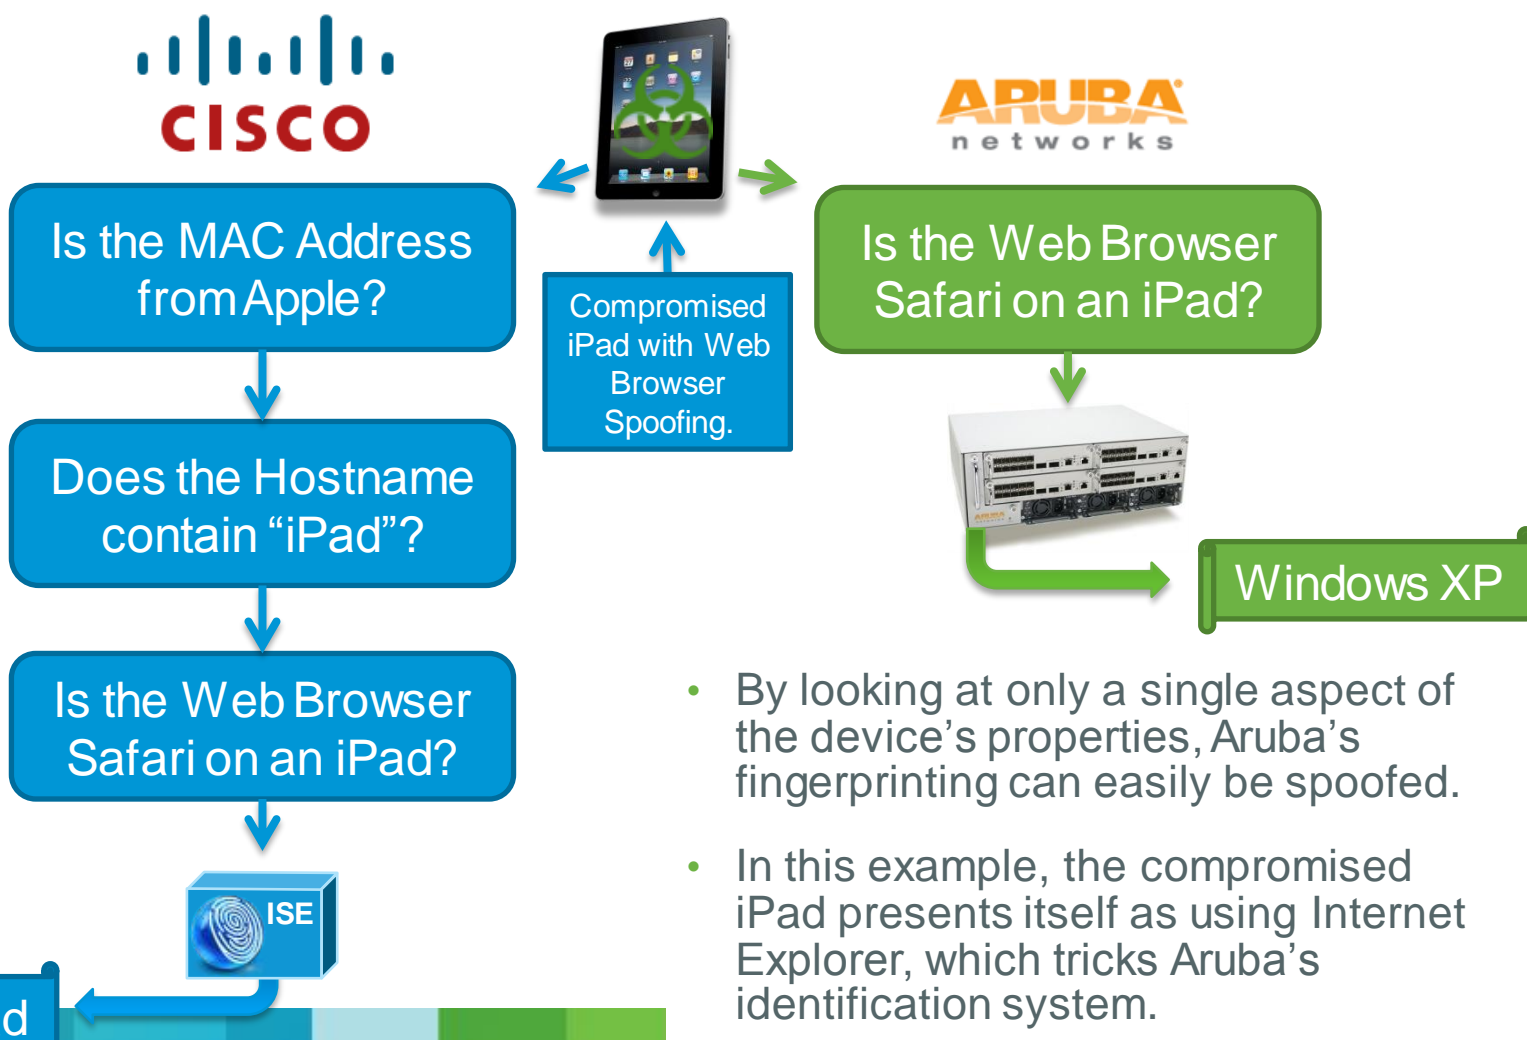 CISCO
ARUBA
networks
Is the MAC Address
from Apple?
Does the Hostname
contain “iPad”?
Is the Web Browser
Safari on an iPad?
ISE
d
Compromised
iPad with Web
Browser
Spoofing.
Is the Web Browser
Safari on an iPad?
ARUBA
Windows XP
• By looking at only a single aspect of
the device’s properties, Aruba’s
fingerprinting can easily be spoofed.
• In this example, the compromised
iPad presents itself as using Internet
Explorer, which tricks Aruba’s
identification system.